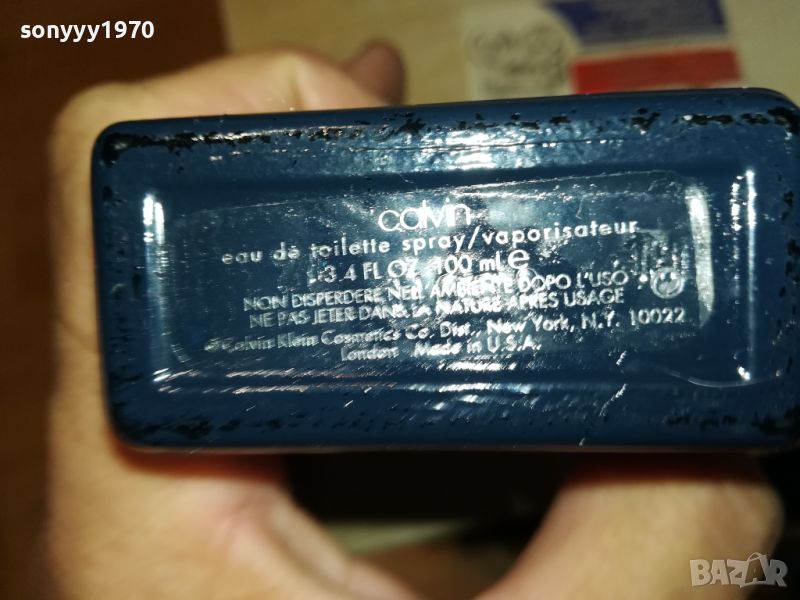 sonyyy1970
calvin
eau de toilette spray/vaporisateur
3.4 FL OZ 100 ml e
NON DISPERDERE NELL'AMBIENTE DOPO L'USO
NE PAS JETER DANS LA NATURE APRES USAGE
Calvin Klein Cosmetics Co. Dist. New York, N.Y. 10022
London Made in U.S.A.
BAZAR